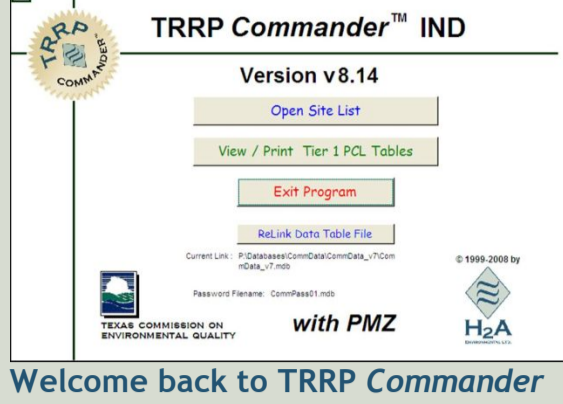 TRRP
COMMANDER
TRRP Commander™ IND
Version v8.14
Open Site List
View / Print Tier 1 PCL Tables
Exit Program
ReLink Data Table File
Current Link : P:\Databases\CommData\CommData_v7\Com
mData_v7.mdb
Password Filename: CommPass01.mdb
© 1999-2008 by
TEXAS COMMISSION ON
ENVIRONMENTAL QUALITY
with PMZ
H2A
ENVIRONMENTAL LTD.
Welcome back to TRRP Commander